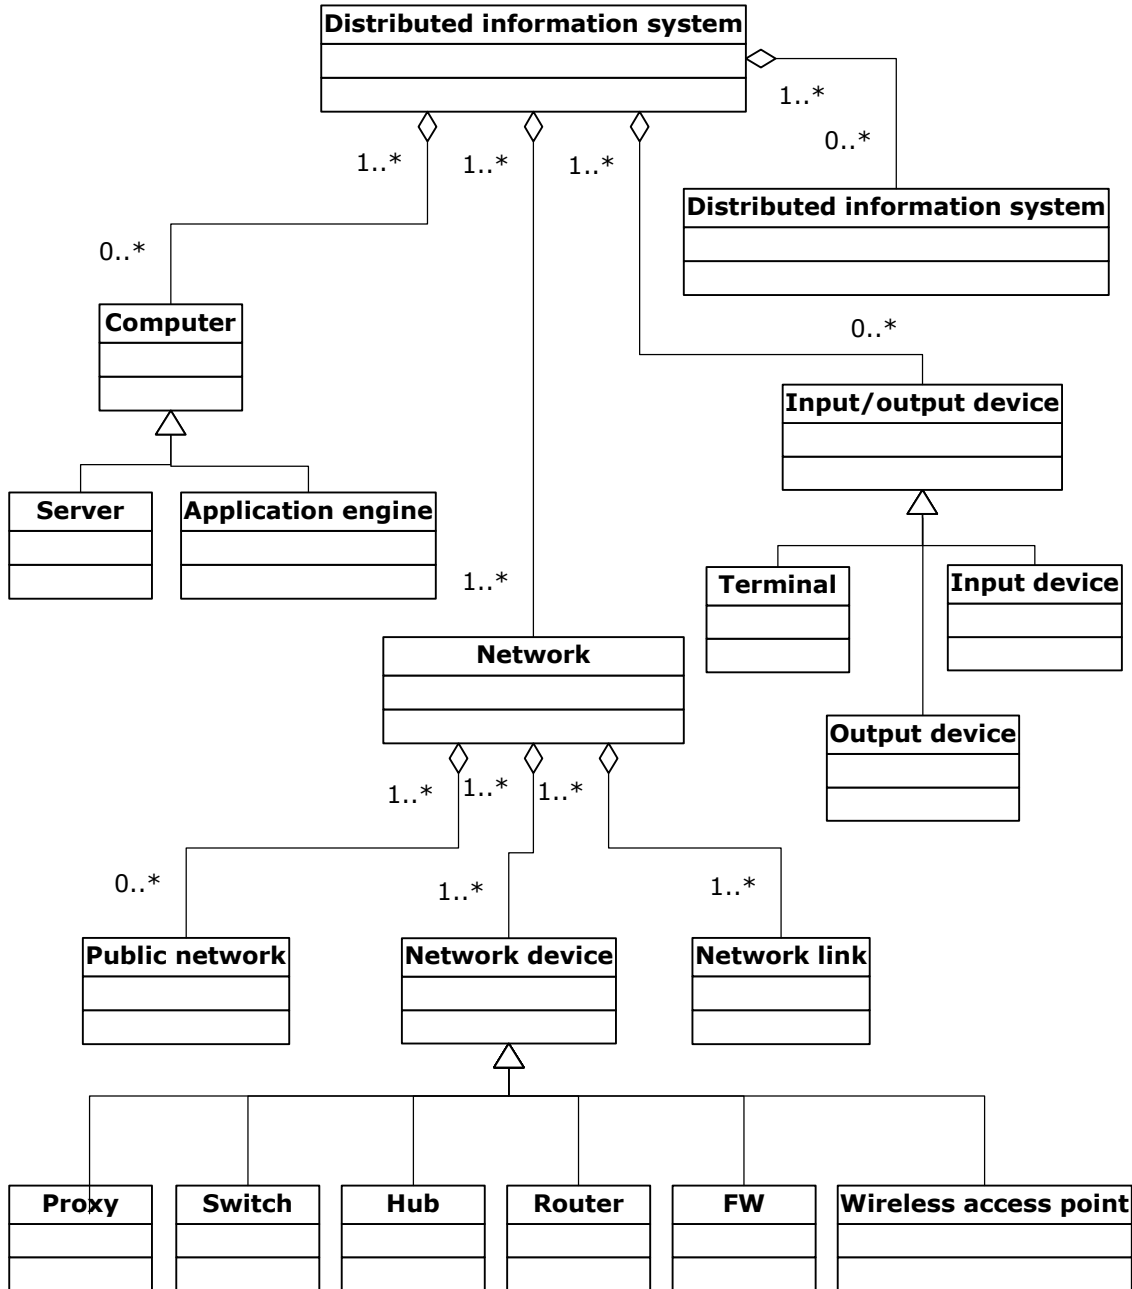 Distributed information system
1..*
0..*
1..*
1..*
1..*
Distributed information system
0..*
Computer
0..*
Input/output device
Server
Application engine
1..*
Terminal
Input device
Network
Output device
1..*
1..*
1..*
0..*
1..*
1..*
Public network
Network device
Network link
Proxy
Switch
Hub
Router
FW
Wireless access point